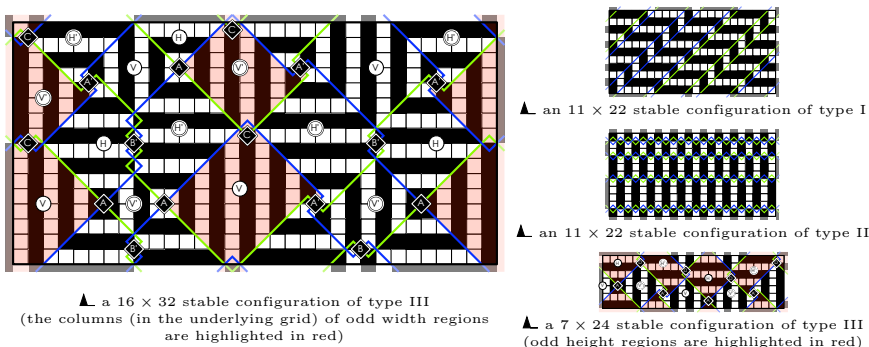 C H' H C H'
V A V' A V A
V'
C H B H' C H' B H
V A V' A V A V' A
B B
a 16 × 32 stable configuration of type III
(the columns (in the underlying grid) of odd width regions
are highlighted in red)
an 11 × 22 stable configuration of type I
an 11 × 22 stable configuration of type II
a 7 × 24 stable configuration of type III
(odd height regions are highlighted in red)